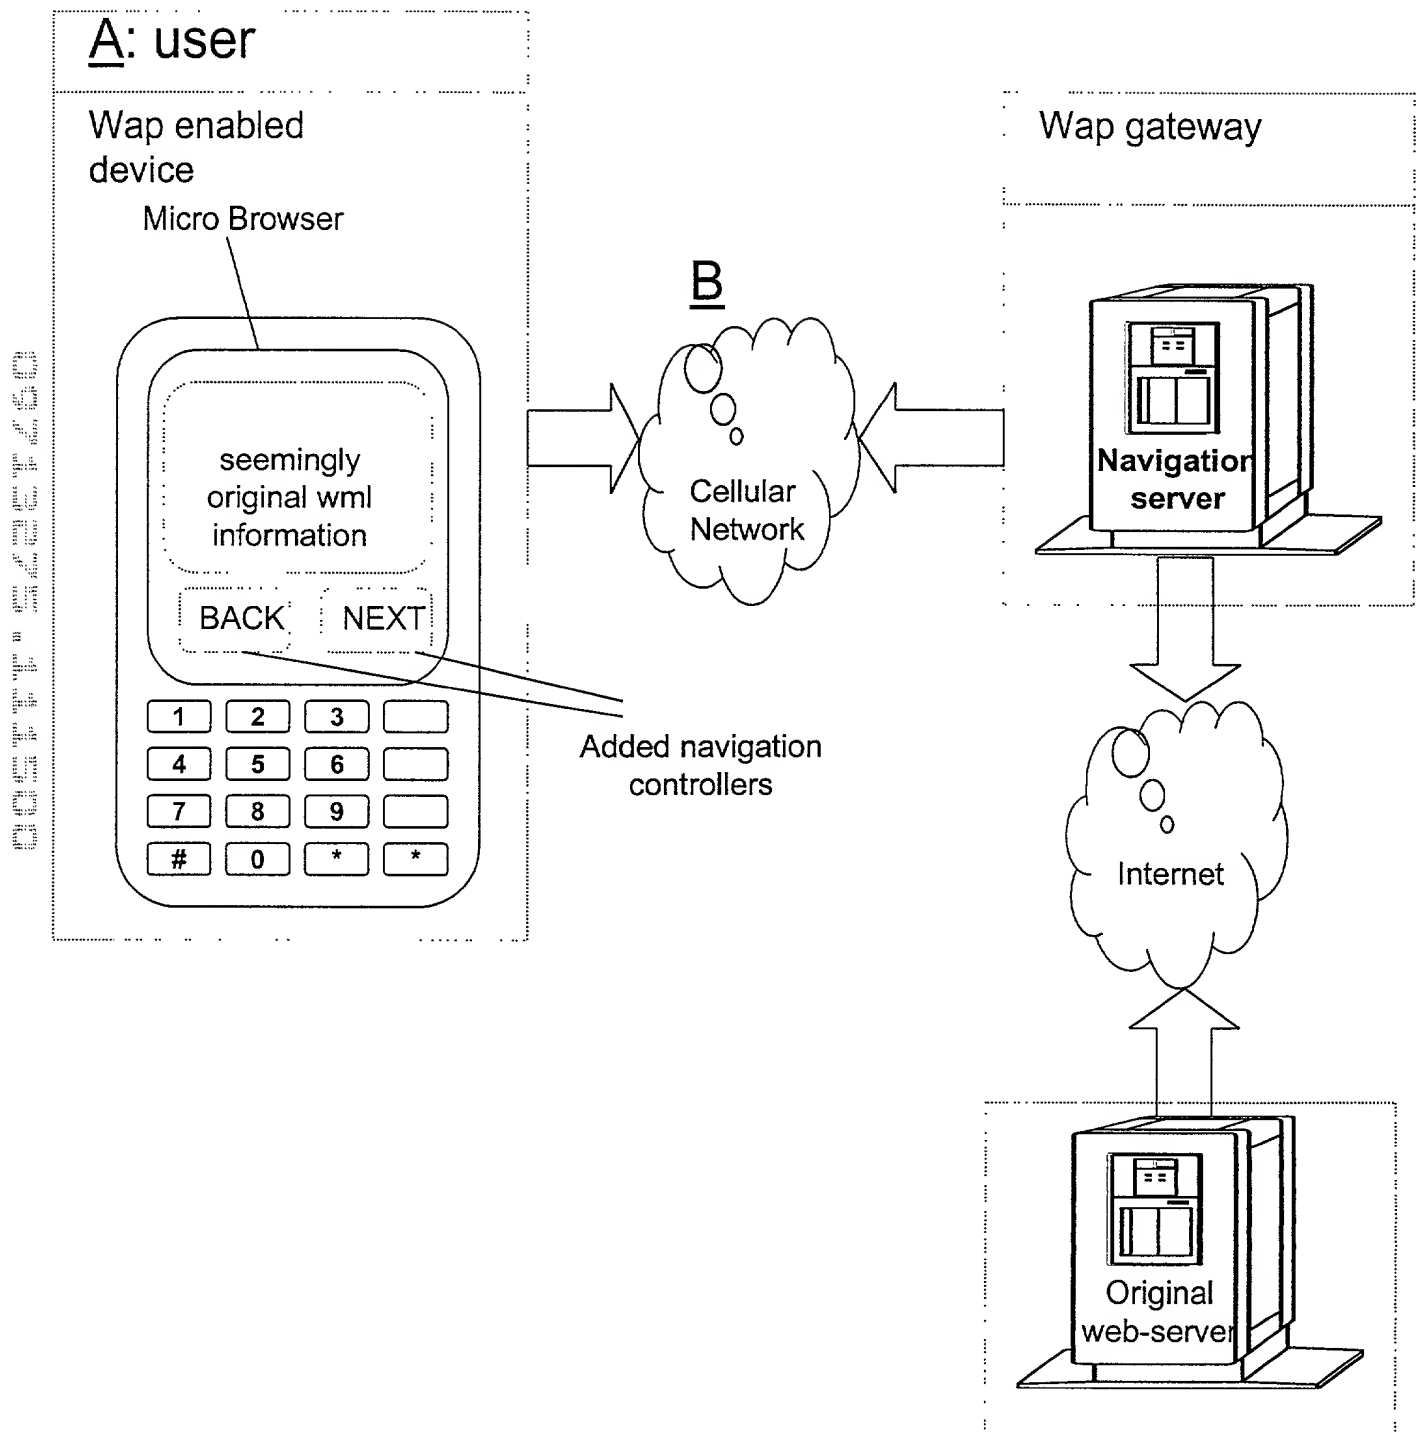 A: user
Wap enabled
device
Micro Browser
seemingly
original wml
information
BACK NEXT
1 2 3
4 5 6
7 8 9
# 0 * *
Added navigation
controllers
B
Cellular
Network
Wap gateway
Navigation
server
Internet
Original
web-server